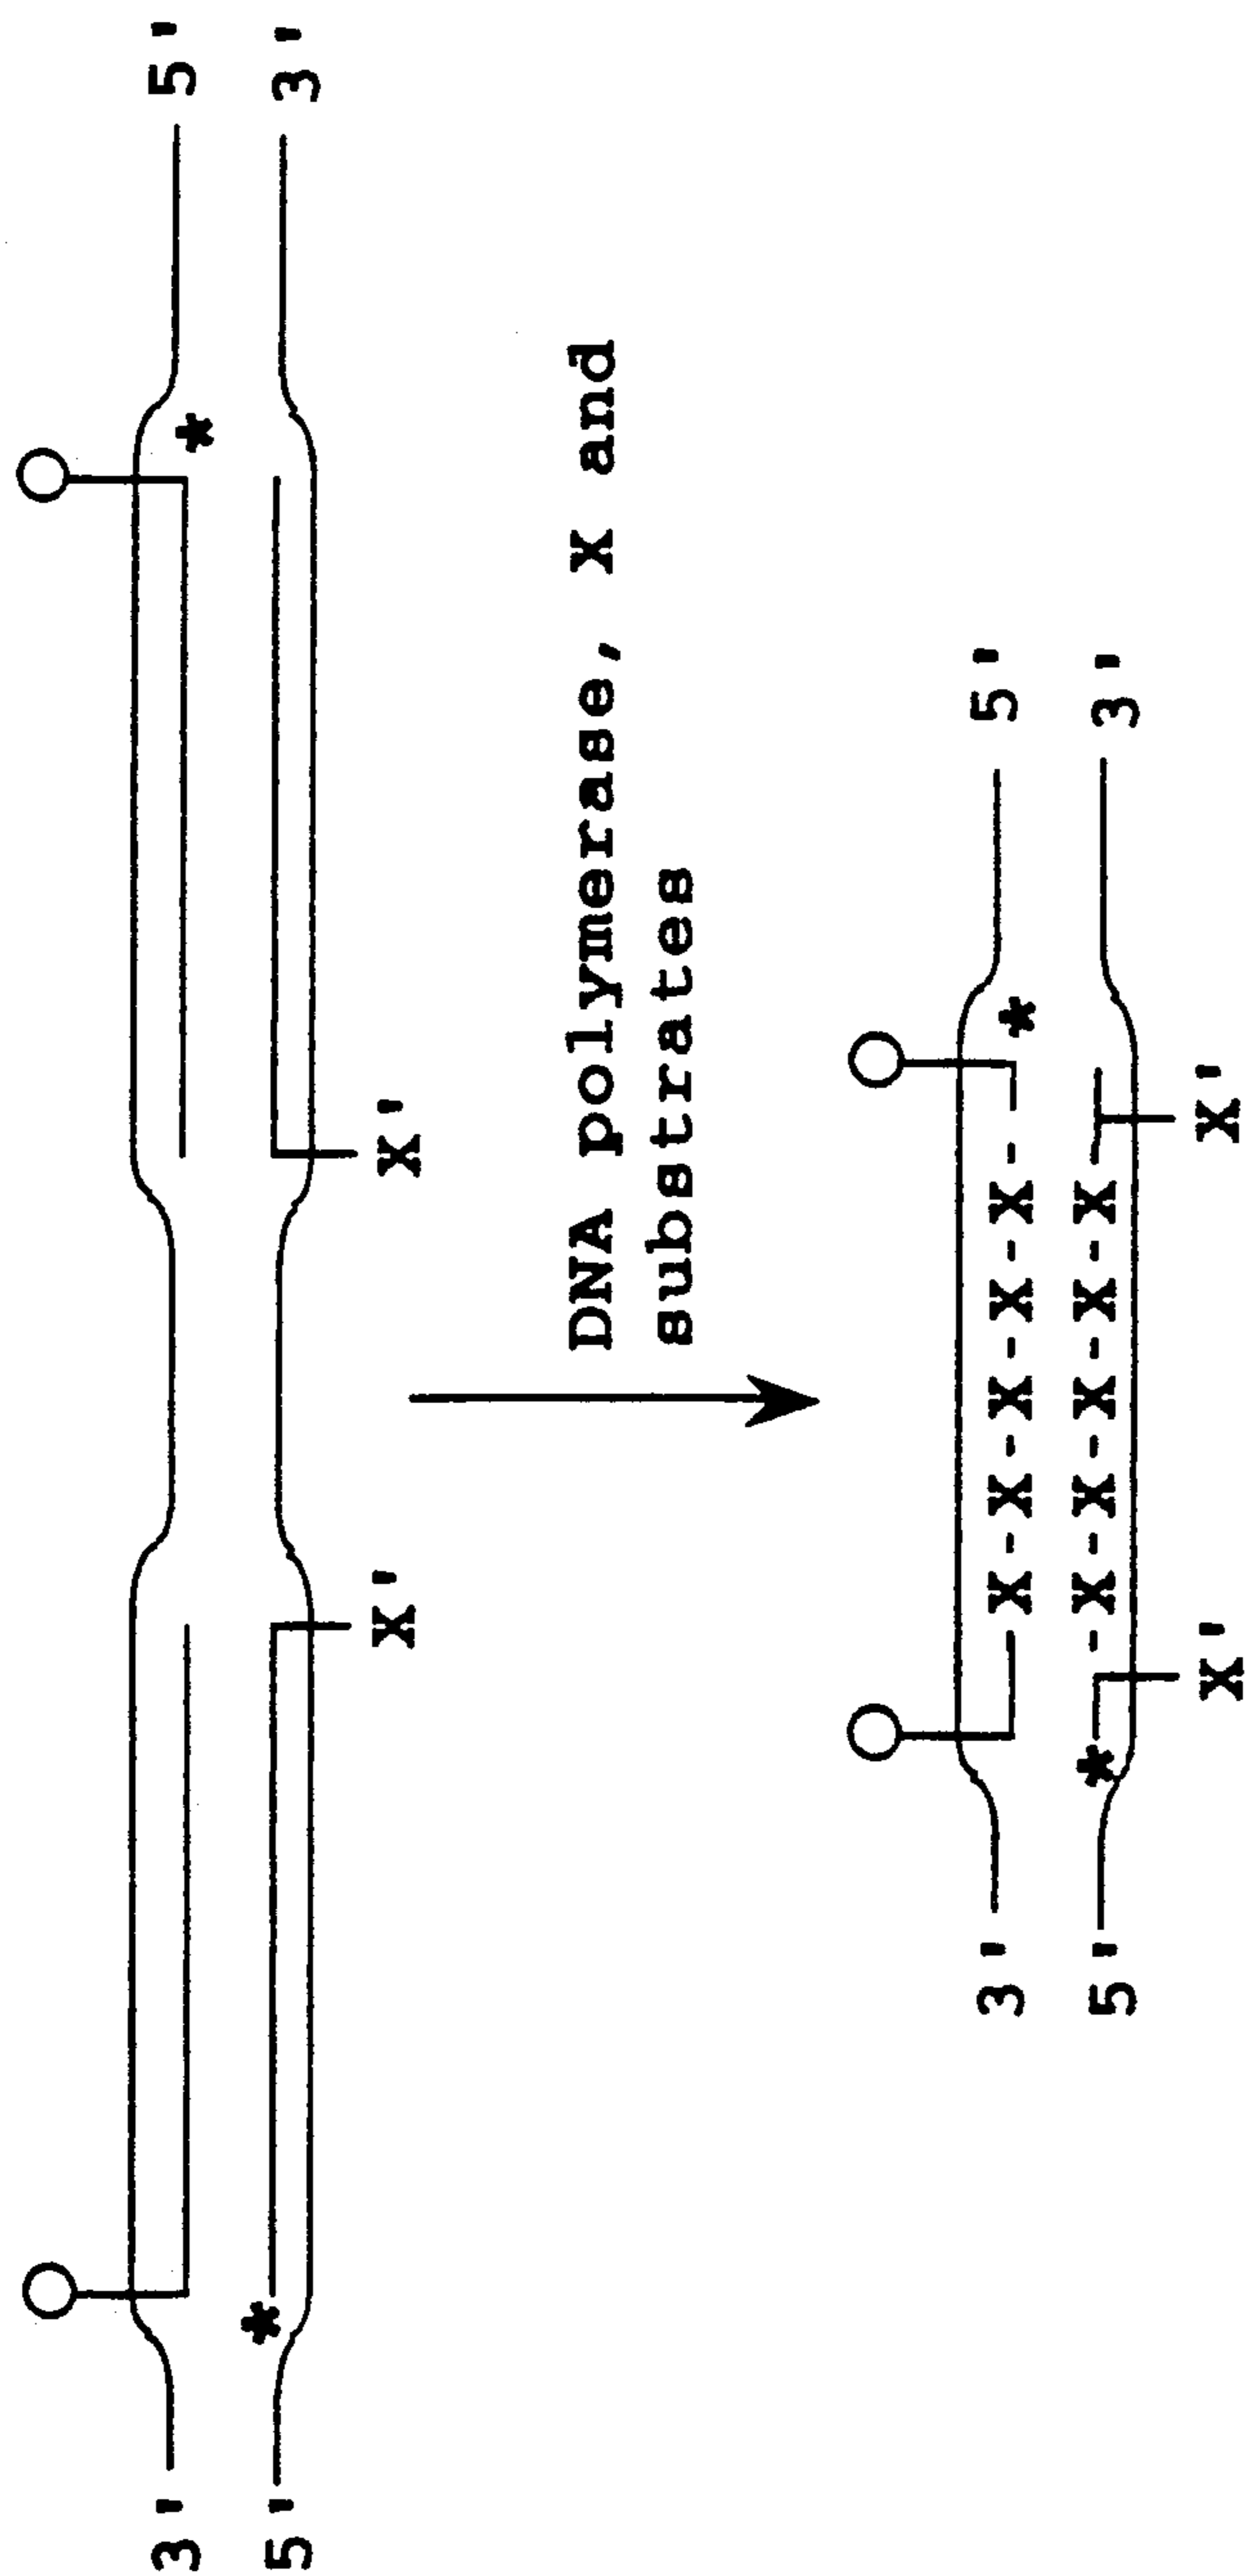 3' * 5'
5' * 3'
X' X'
DNA polymerase, X and
substrates
3' X-X-X-X-X- * 5'
5' * -X-X-X-X-X 3'
X' X'